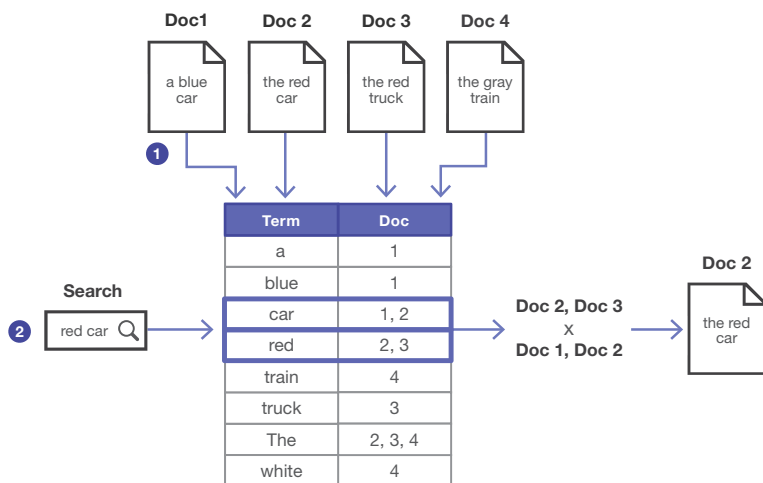 Doc1 Doc 2 Doc 3 Doc 4
a blue
car
the red
car
the red
truck
the gray
train
1
Term Doc
a 1
blue 1
car 1, 2
red 2, 3
train 4
truck 3
The 2, 3, 4
white 4
Search
2
red car
Doc 2, Doc 3
x
Doc 1, Doc 2
Doc 2
the red
car